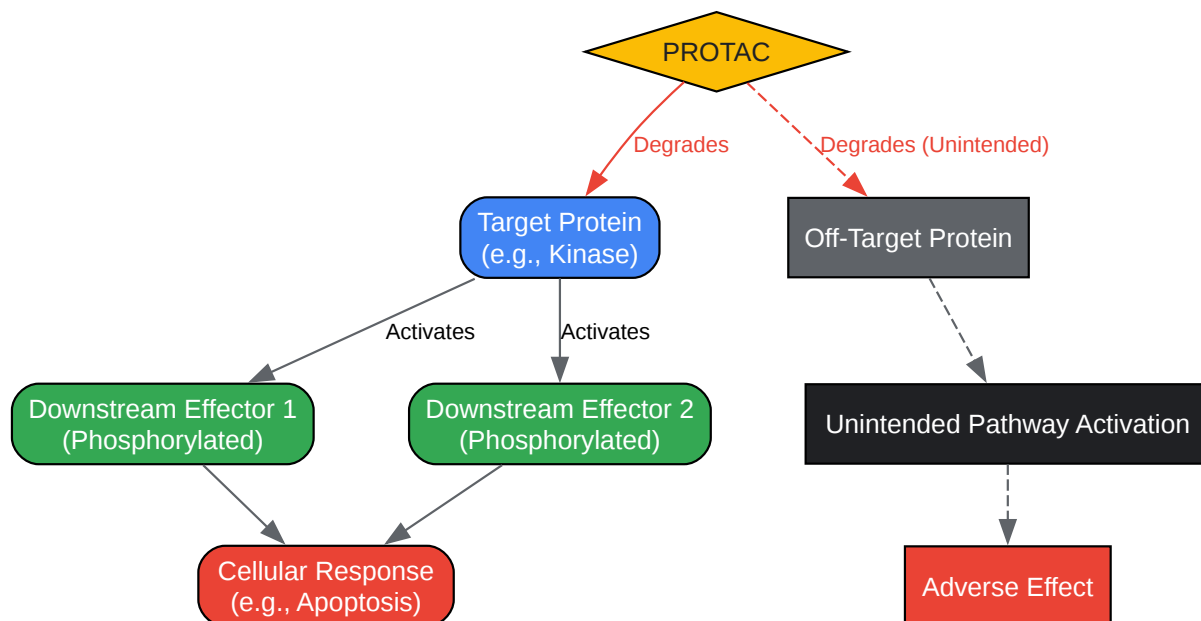 PROTAC
Degrades
Degrades (Unintended)
Target Protein
(e.g., Kinase)
Off-Target Protein
Activates
Activates
Downstream Effector 1
(Phosphorylated)
Downstream Effector 2
(Phosphorylated)
Unintended Pathway Activation
Cellular Response
(e.g., Apoptosis)
Adverse Effect